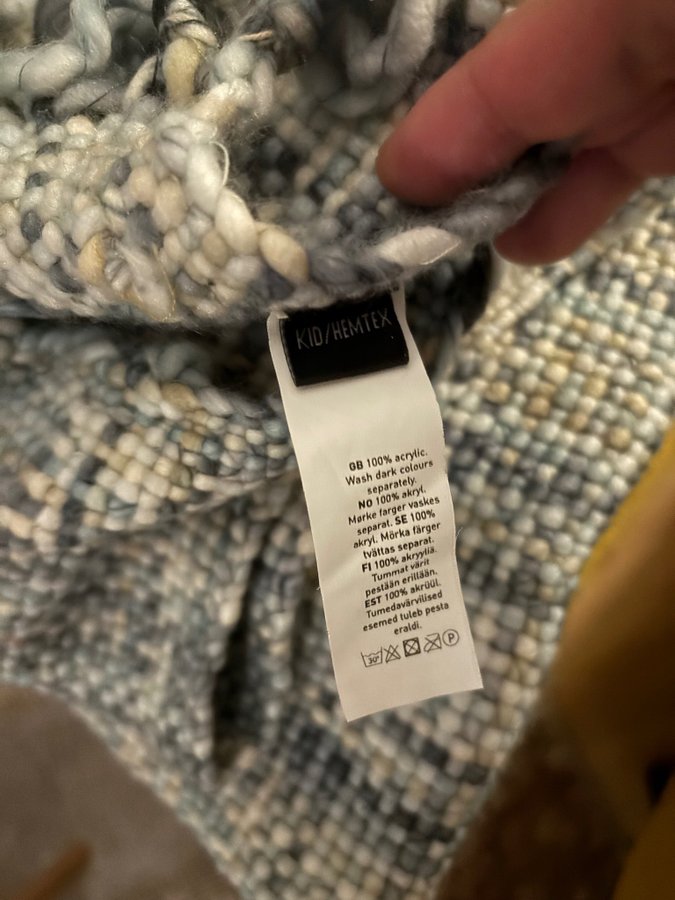 KID/HEMTEX
GB 100% acrylic.
Wash dark colours
separately.
NO 100% akryl.
Mørke farger vaskes
separat. SE 100%
akryl. Mörka färger
tvättas separat.
FI 100% akryyliä.
Tummat värit
pestään erillään.
EST 100% akrüül.
Tumedavärvilised
esemed tuleb pesta
eraldi.
30° P